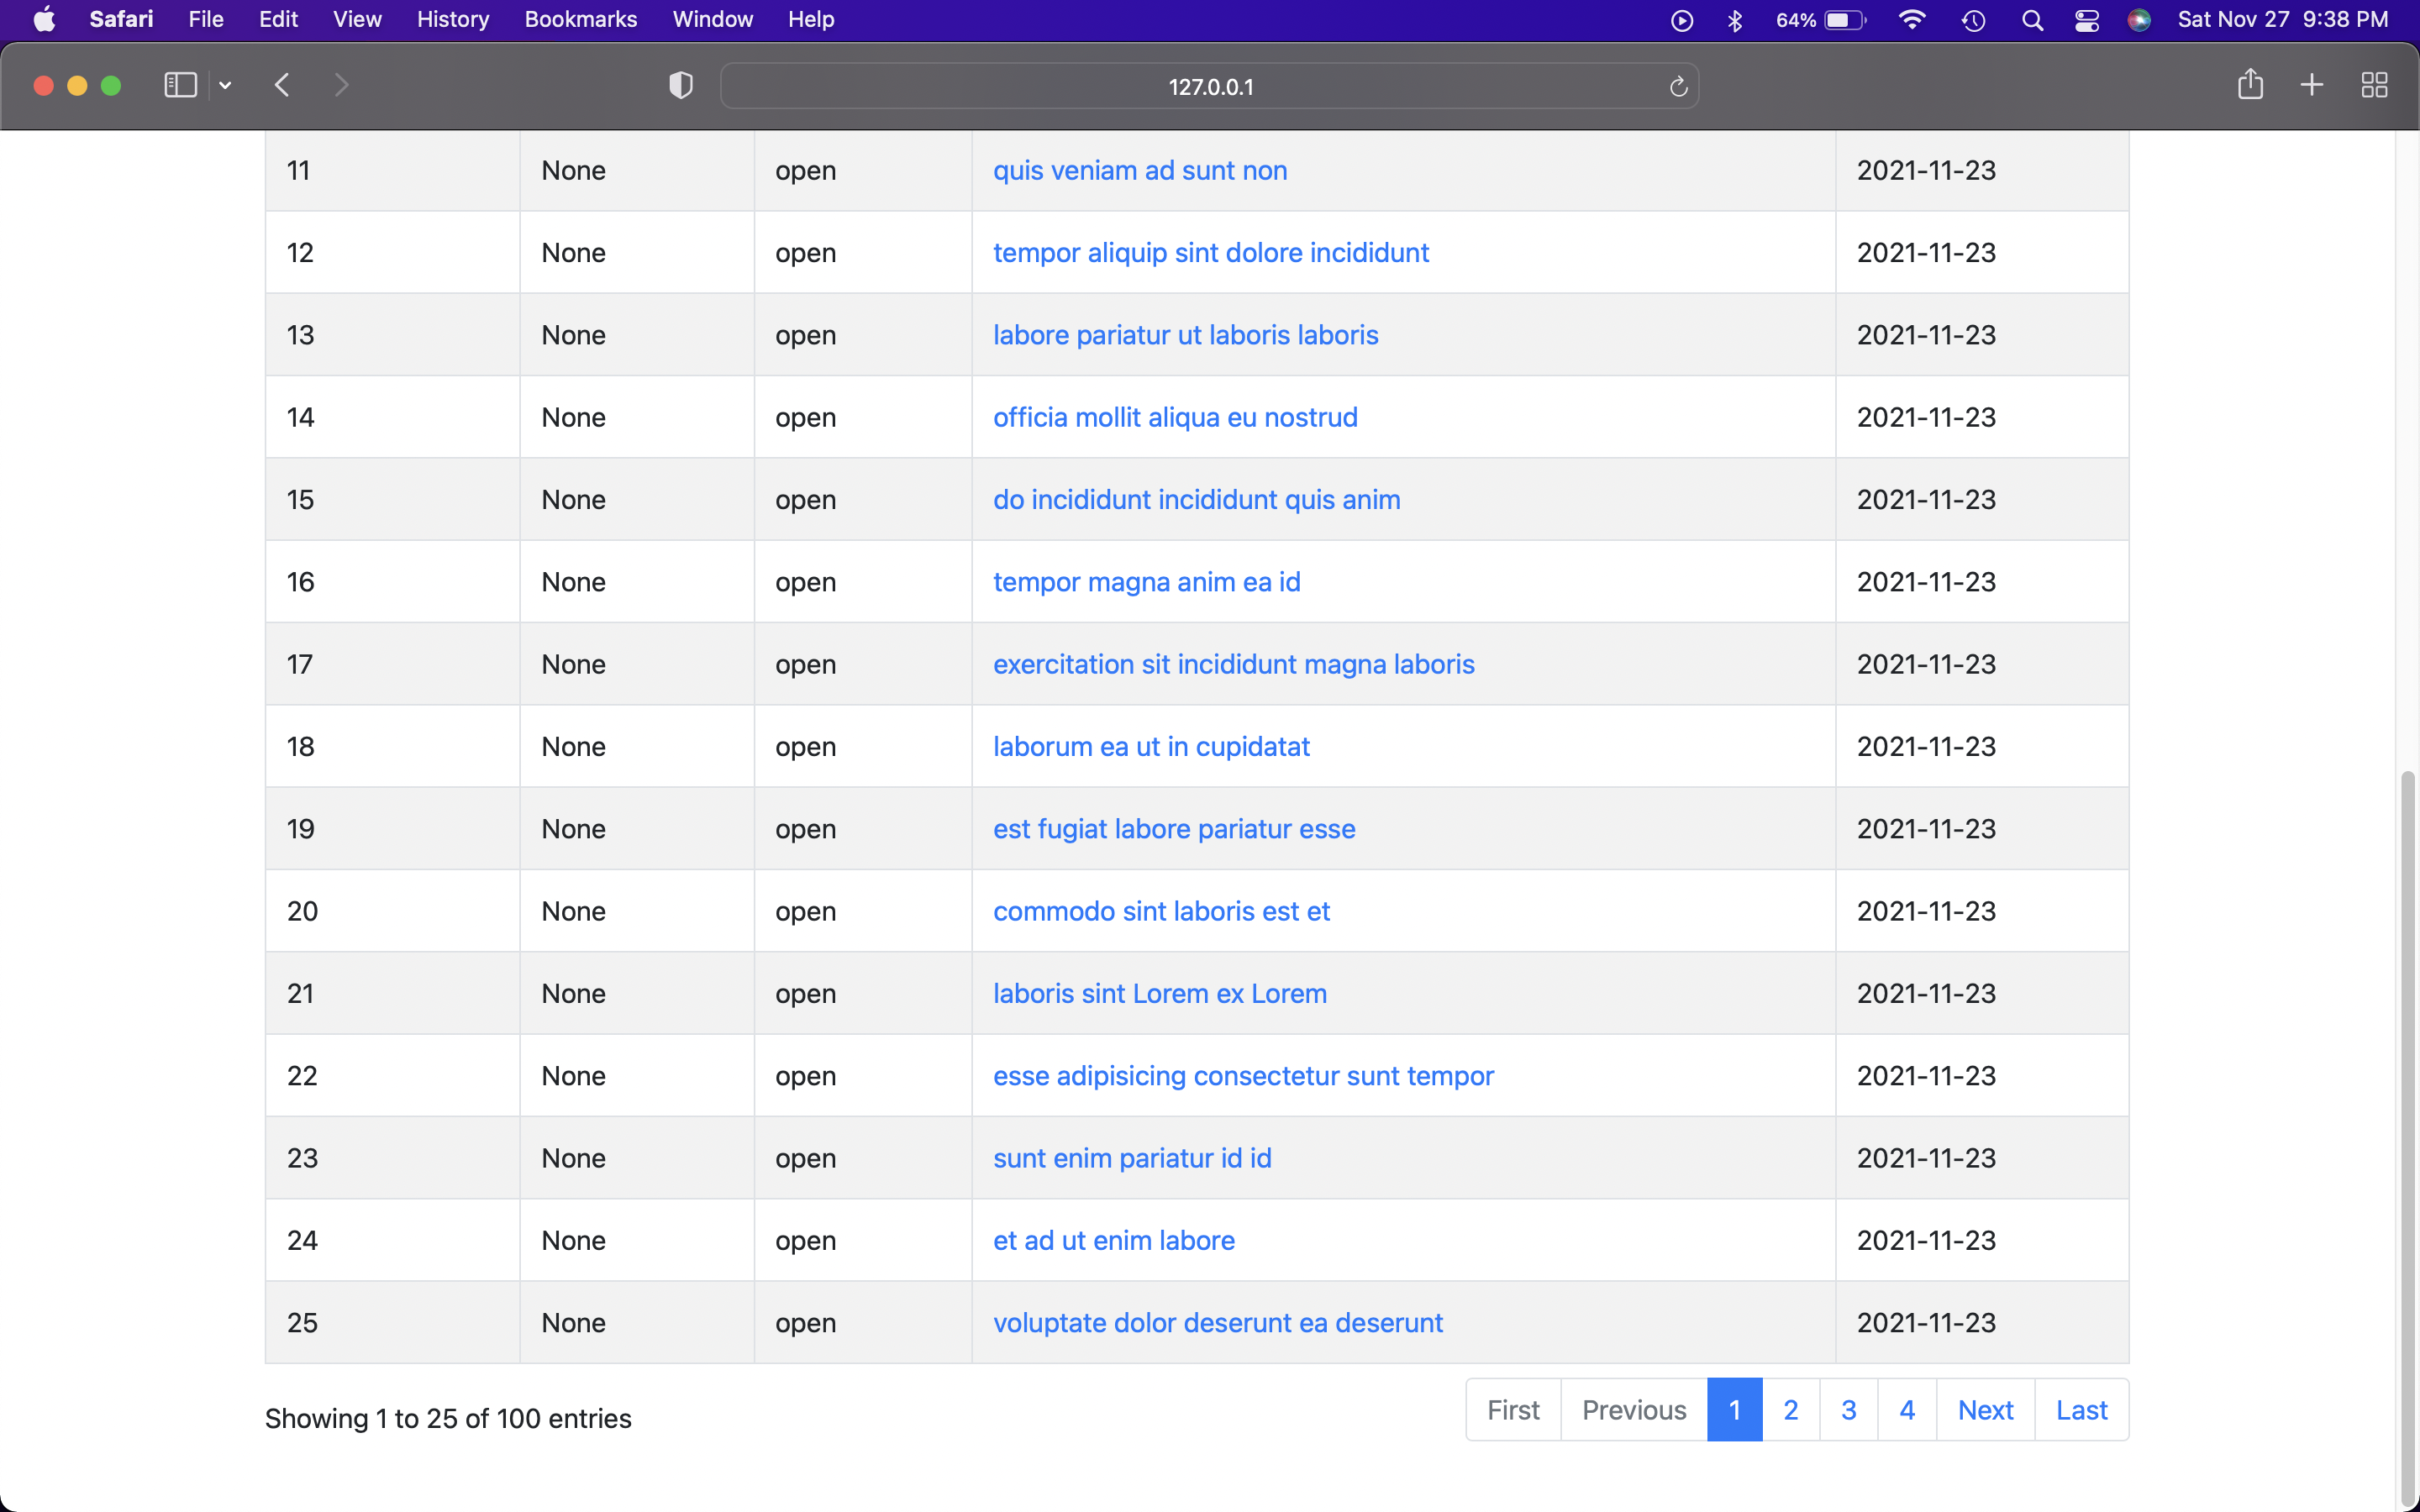 Safari File Edit View History Bookmarks Window Help 64% Sat Nov 27 9:38 PM
127.0.0.1
11 None open quis veniam ad sunt non 2021-11-23
12 None open tempor aliquip sint dolore incididunt 2021-11-23
13 None open labore pariatur ut laboris laboris 2021-11-23
14 None open officia mollit aliqua eu nostrud 2021-11-23
15 None open do incididunt incididunt quis anim 2021-11-23
16 None open tempor magna anim ea id 2021-11-23
17 None open exercitation sit incididunt magna laboris 2021-11-23
18 None open laborum ea ut in cupidatat 2021-11-23
19 None open est fugiat labore pariatur esse 2021-11-23
20 None open commodo sint laboris est et 2021-11-23
21 None open laboris sint Lorem ex Lorem 2021-11-23
22 None open esse adipisicing consectetur sunt tempor 2021-11-23
23 None open sunt enim pariatur id id 2021-11-23
24 None open et ad ut enim labore 2021-11-23
25 None open voluptate dolor deserunt ea deserunt 2021-11-23
Showing 1 to 25 of 100 entries First Previous 1 2 3 4 Next Last